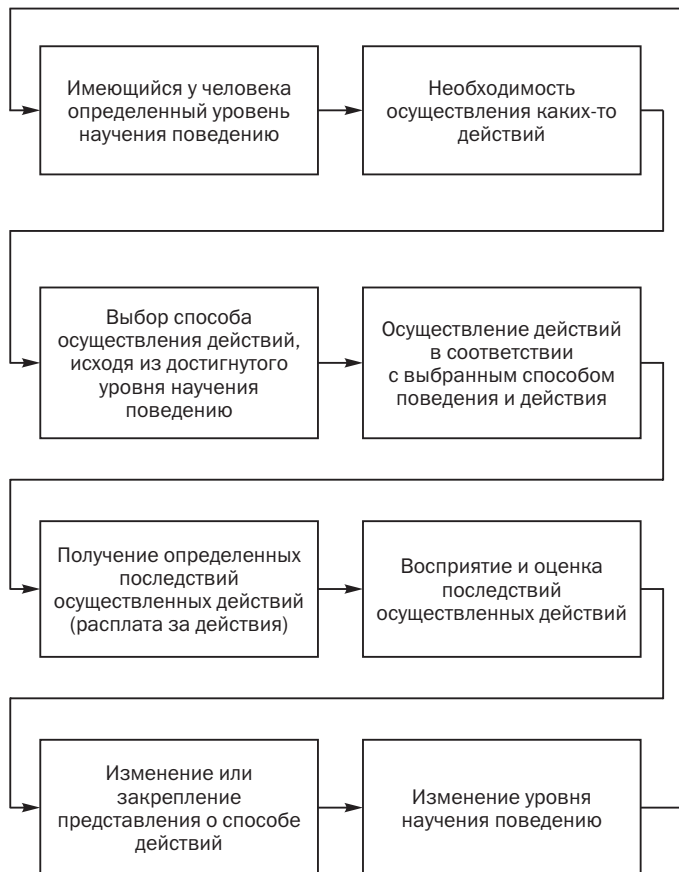 Имеющийся у человека
определенный уровень
научения поведению
Необходимость
осуществления каких-то
действий
Выбор способа
осуществления действий,
исходя из достигнутого
уровня научения
поведению
Осуществление действий
в соответствии
с выбранным способом
поведения и действия
Получение определенных
последствий
осуществленных действий
(расплата за действия)
Восприятие и оценка
последствий
осуществленных действий
Изменение или
закрепление
представления о способе
действий
Изменение уровня
научения поведению